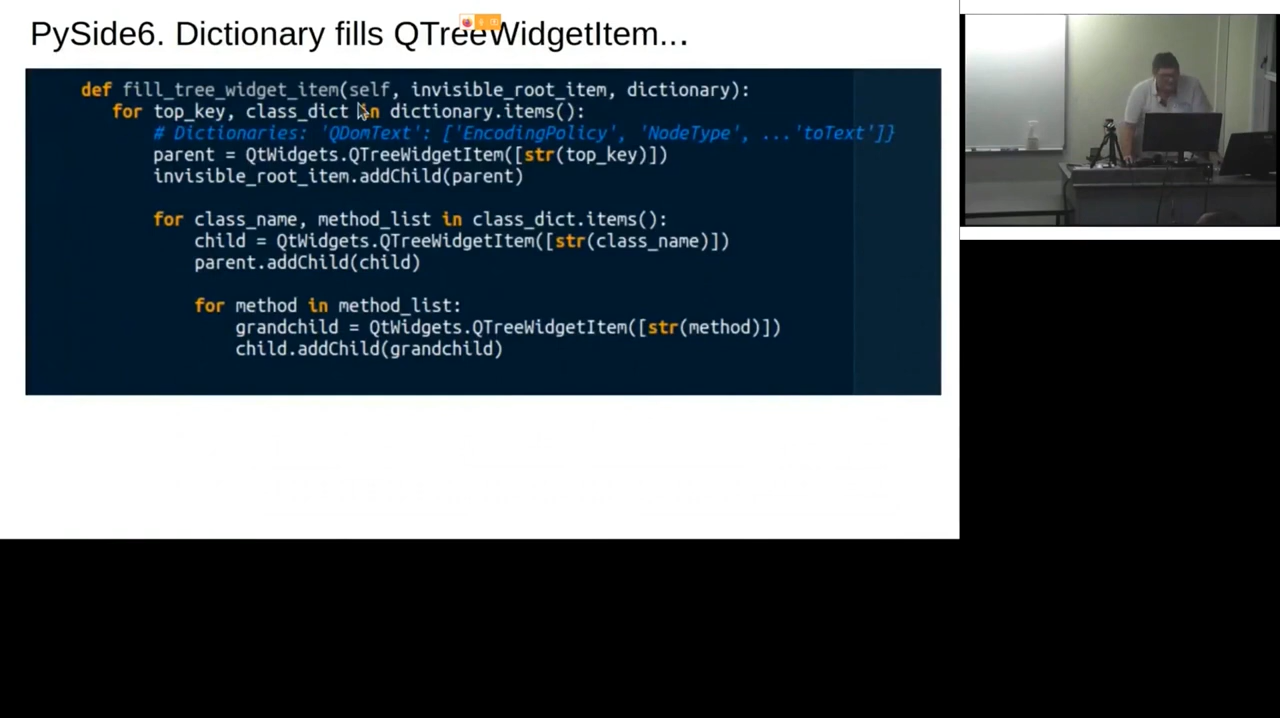 PySide6. Dictionary fills QTreeWidgetItem...
def fill_tree_widget_item(self, invisible_root_item, dictionary):
for top_key, class_dict in dictionary.items():
# Dictionaries: 'QDomText': ['EncodingPolicy', 'NodeType', ...'toText']}
parent = QtWidgets.QTreeWidgetItem([str(top_key)])
invisible_root_item.addChild(parent)
for class_name, method_list in class_dict.items():
child = QtWidgets.QTreeWidgetItem([str(class_name)])
parent.addChild(child)
for method in method_list:
grandchild = QtWidgets.QTreeWidgetItem([str(method)])
child.addChild(grandchild)